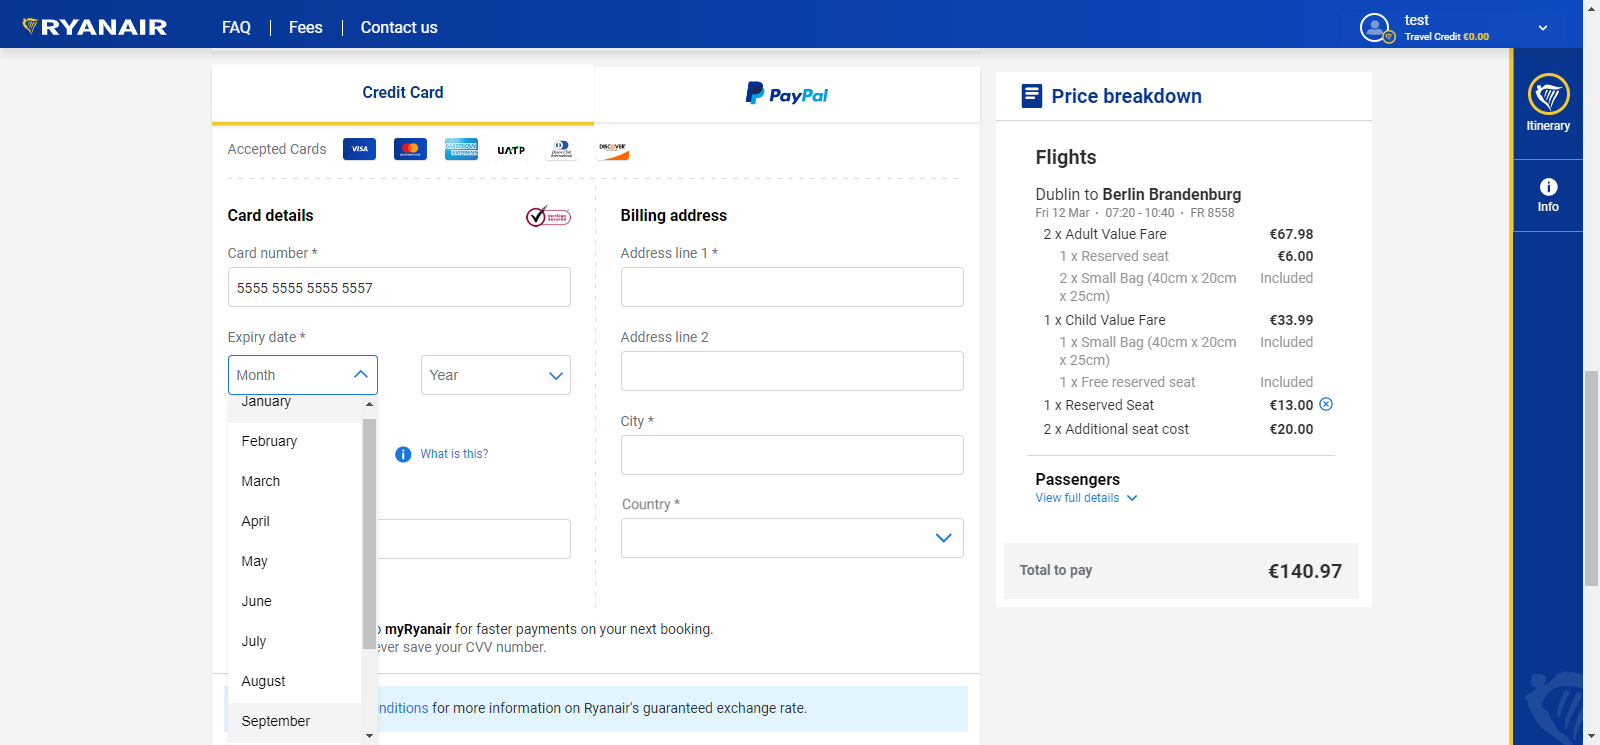 RYANAIR
FAQ
Fees
Contact us
test
Travel Credit €0.00
Credit Card
PayPal
Accepted Cards
VISA
UATP
DISCOVER
Card details
Card number *
5555 5555 5555 5557
Expiry date *
Month
Year
January
February
March
April
May
June
July
August
September
What is this?
myRyanair for faster payments on your next booking.
ever save your CVV number.
for more information on Ryanair's guaranteed exchange rate.
Billing address
Address line 1 *
Address line 2
City *
Country *
Price breakdown
Flights
Dublin to Berlin Brandenburg
Fri 12 Mar · 07:20 - 10:40 · FR 8558
2 x Adult Value Fare €67.98
1 x Reserved seat €6.00
2 x Small Bag (40cm x 20cm Included
x 25cm)
1 x Child Value Fare €33.99
1 x Small Bag (40cm x 20cm Included
x 25cm)
1 x Free reserved seat Included
1 x Reserved Seat €13.00
2 x Additional seat cost €20.00
Passengers
View full details
Total to pay €140.97
Itinerary
Info